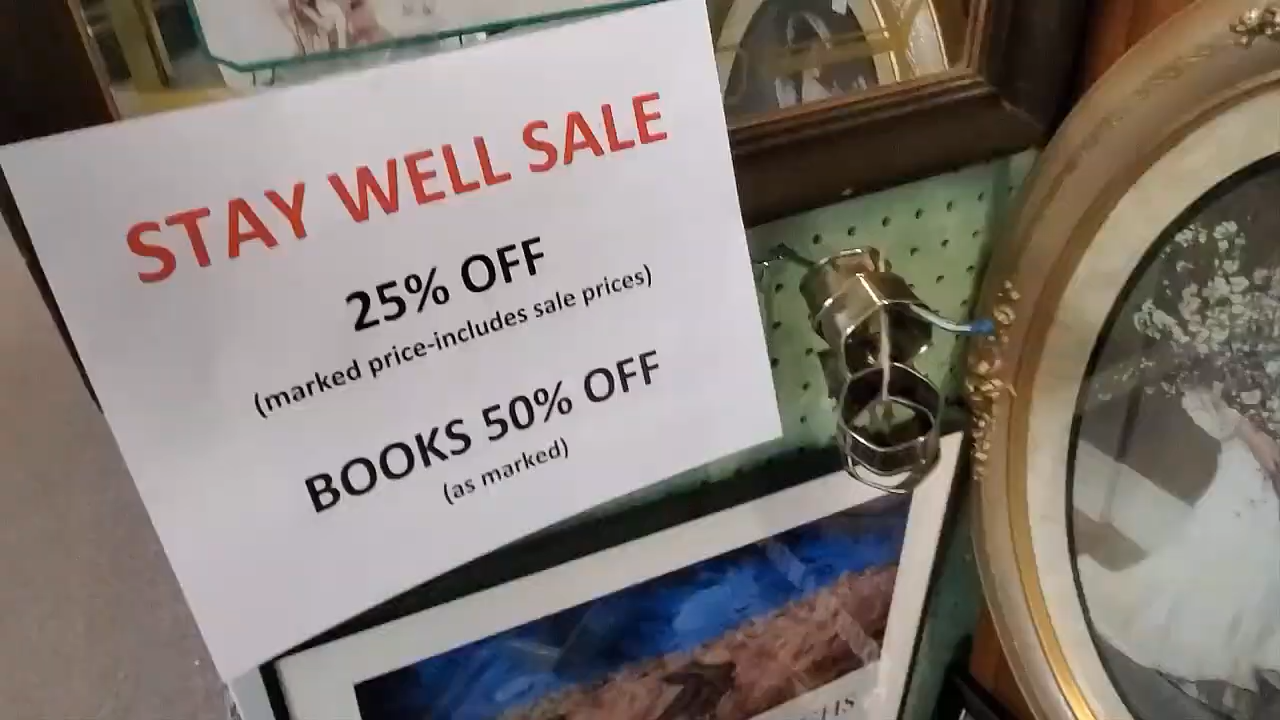 STAY WELL SALE
25% OFF
(marked price-includes sale prices)
BOOKS 50% OFF
(as marked)